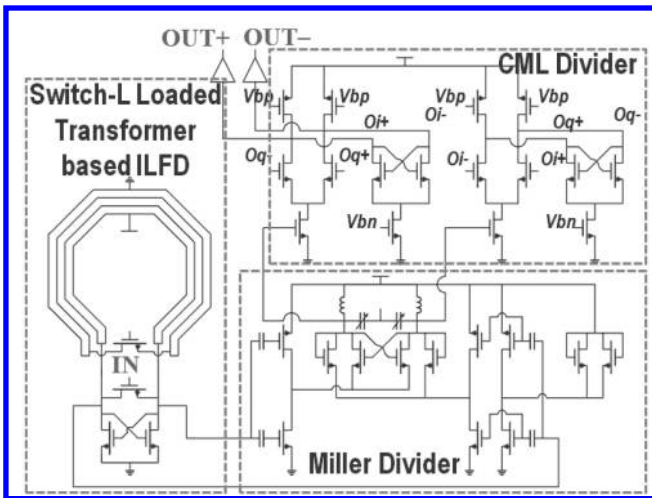 OUT+ OUT−
CML Divider
Switch-L Loaded
Transformer
based ILFD
Vbp Vbp Oi- Vbp Vbp Oq-
Oi+ Oq+
Oq- Oq+ Oi- Oi+
Vbn Vbn
IN
Miller Divider